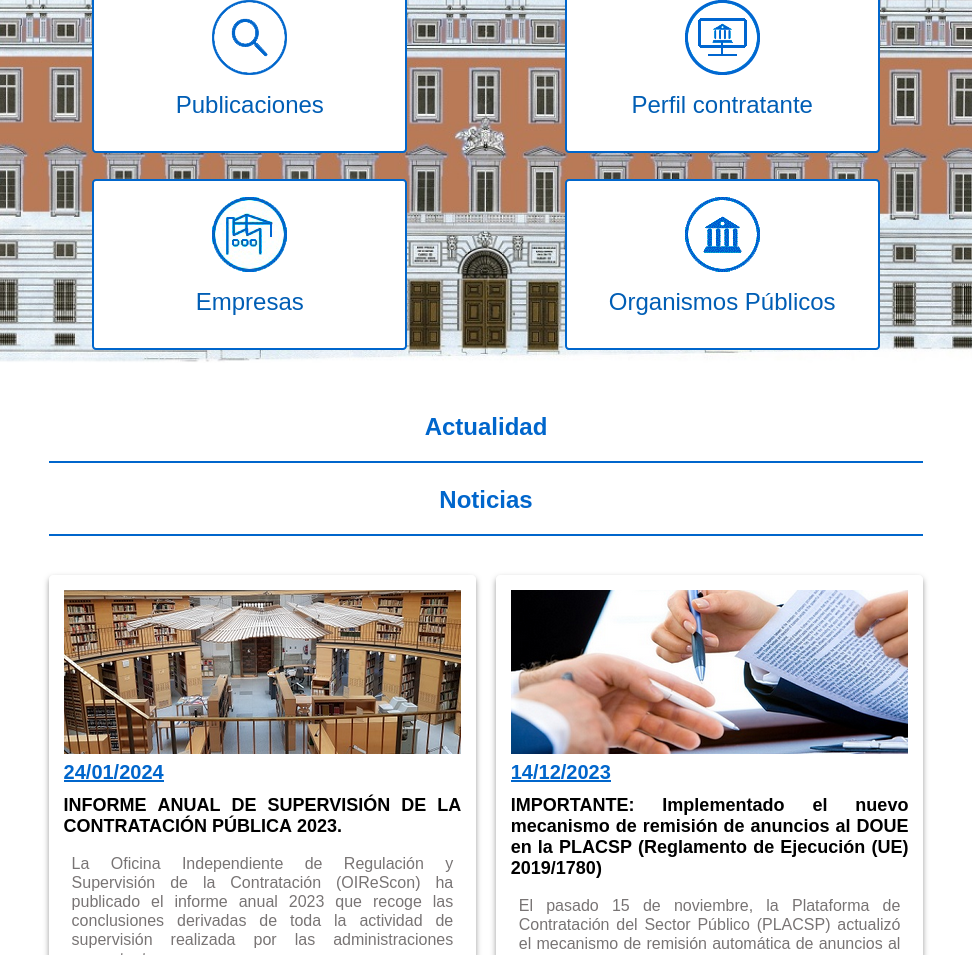 Publicaciones
Perfil contratante
Empresas
Organismos Públicos
Actualidad
Noticias
24/01/2024
INFORME ANUAL DE SUPERVISIÓN DE LA
CONTRATACIÓN PÚBLICA 2023.
La Oficina Independiente de Regulación y
Supervisión de la Contratación (OIReScon) ha
publicado el informe anual 2023 que recoge las
conclusiones derivadas de toda la actividad de
supervisión realizada por las administraciones
14/12/2023
IMPORTANTE: Implementado el nuevo
mecanismo de remisión de anuncios al DOUE
en la PLACSP (Reglamento de Ejecución (UE)
2019/1780)
El pasado 15 de noviembre, la Plataforma de
Contratación del Sector Público (PLACSP) actualizó
el mecanismo de remisión automática de anuncios al